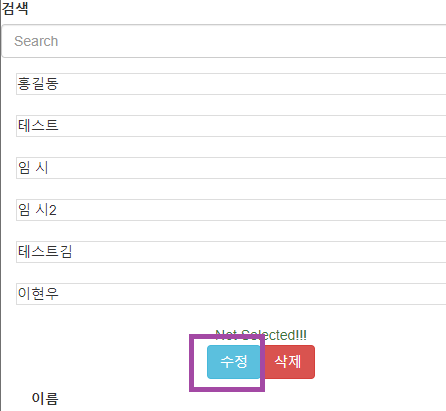 검색
Search
홍길동
테스트
임 시
임 시2
테스트김
이현우
Not Selected!!!
수정 삭제
이름